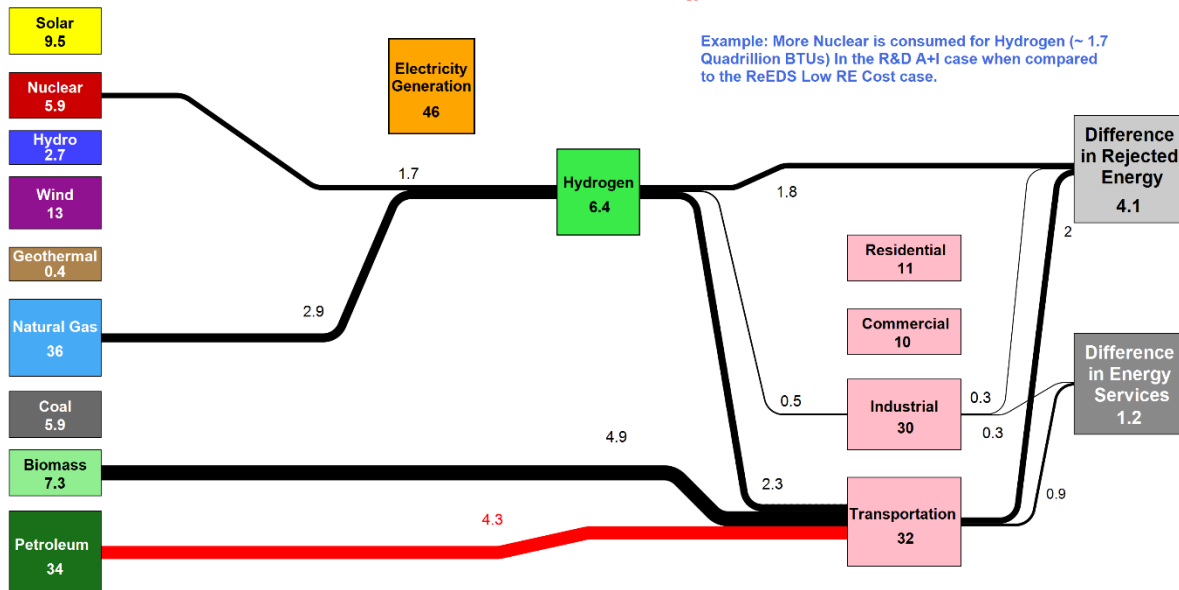 Solar
9.5
Nuclear
5.9
Hydro
2.7
Wind
13
Geothermal
0.4
Natural Gas
36
Coal
5.9
Biomass
7.3
Petroleum
34
Electricity
Generation
46
Example: More Nuclear is consumed for Hydrogen (~ 1.7
Quadrillion BTUs) In the R&D A+I case when compared
to the ReEDS Low RE Cost case.
1.7
2.9
4.9
4.3
Hydrogen
6.4
1.8
0.5
2.3
Residential
11
Commercial
10
Industrial
30
Transportation
32
2
0.3
0.3
0.9
Difference
in Rejected
Energy
4.1
Difference
in Energy
Services
1.2